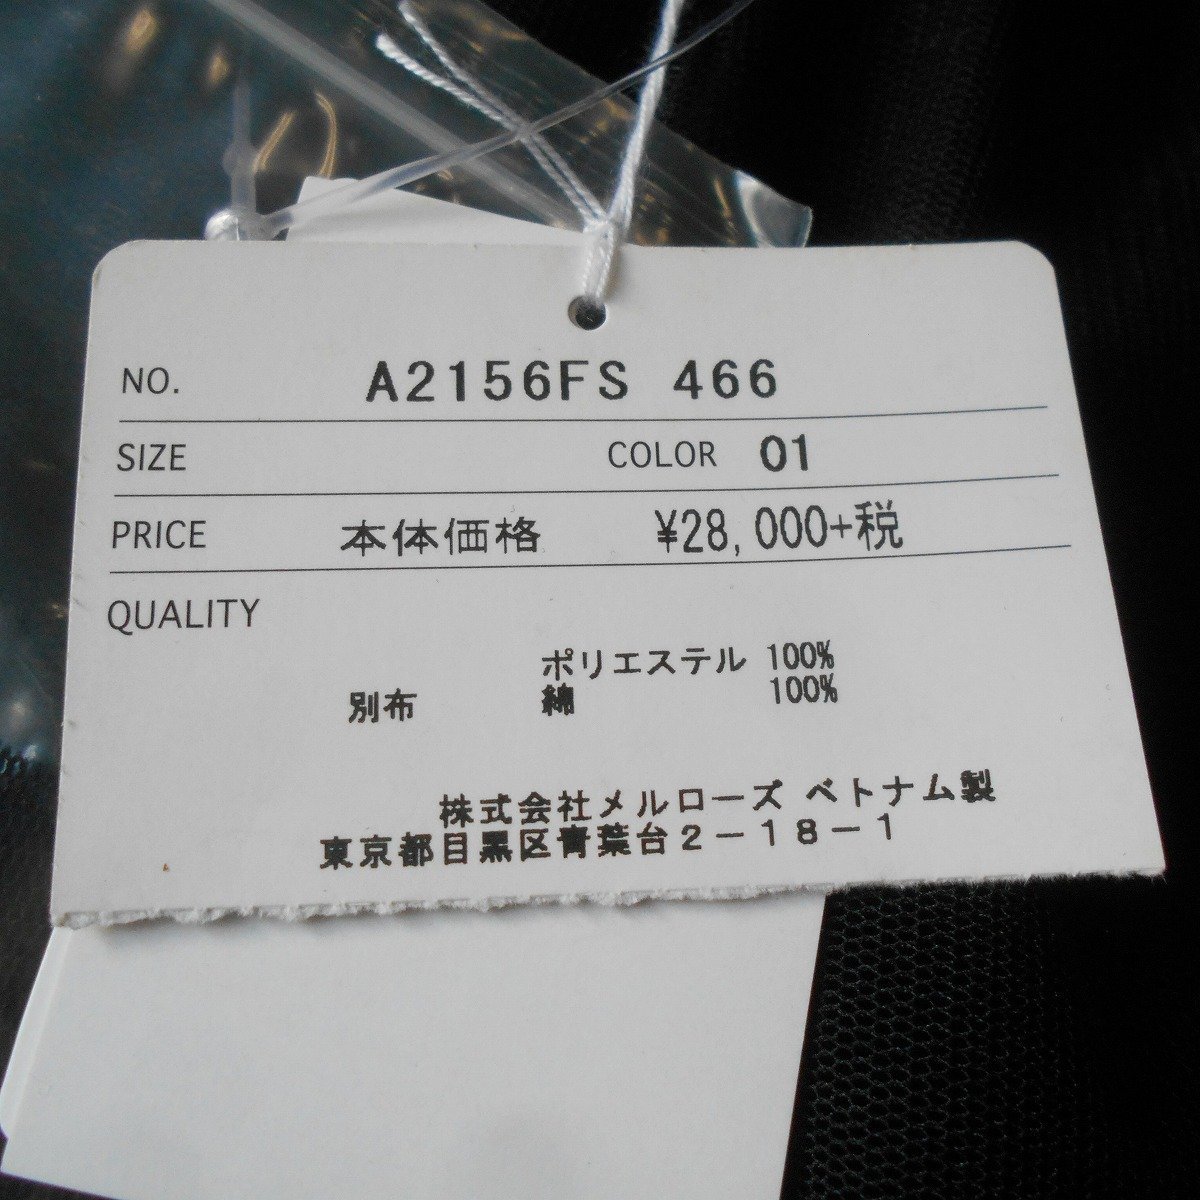 NO. A2156FS 466
SIZE COLOR 01
PRICE 本体価格 ¥28,000+税
QUALITY
ポリエステル 100%
別布 綿 100%
株式会社メルローズ ベトナム製
東京都目黒区青葉台2-18-1